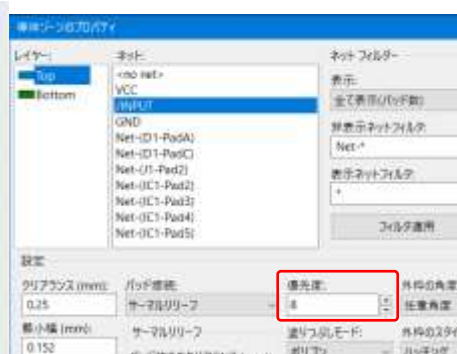 導体ゾーンのプロパティ
レイヤー:
Top
Bottom
ネット:
<no net>
VCC
/INPUT
GND
Net-(D1-PadA)
Net-(D1-PadC)
Net-(J1-Pad2)
Net-(IC1-Pad2)
Net-(IC1-Pad3)
Net-(IC1-Pad4)
Net-(IC1-Pad5)
ネット フィルター
表示:
全て表示(パッド数)
非表示ネットフィルタ:
Net-*
表示ネットフィルタ:
*
フィルタ適用
設定
クリアランス (mm):
0.25
最小幅 (mm):
0.152
パッド接続:
サーマルリリーフ
サーマルリリーフ
優先度:
塗りつぶしモード:
ポリゴン
外枠の角度
任意角度
外枠のスタイ
ハッチング